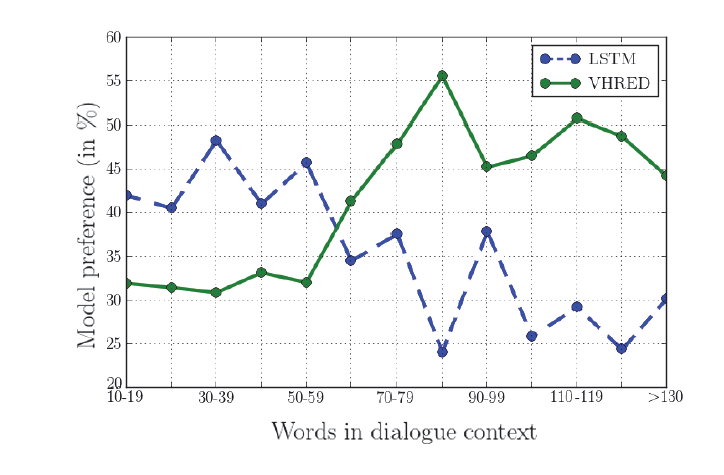 60
55
50
45
40
35
30
25
20
Model preference (in %)
LSTM
VHRED
10-19 30-39 50-59 70-79 90-99 110-119 >130
Words in dialogue context